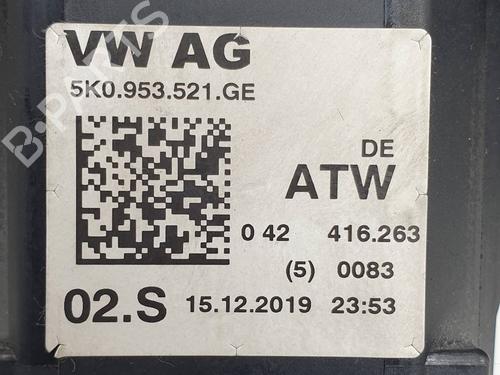 VW AG
5K0.953.521.GE
DE
ATW
0 42 416.263
(5) 0083
02.S 15.12.2019 23:53
B-PARTS